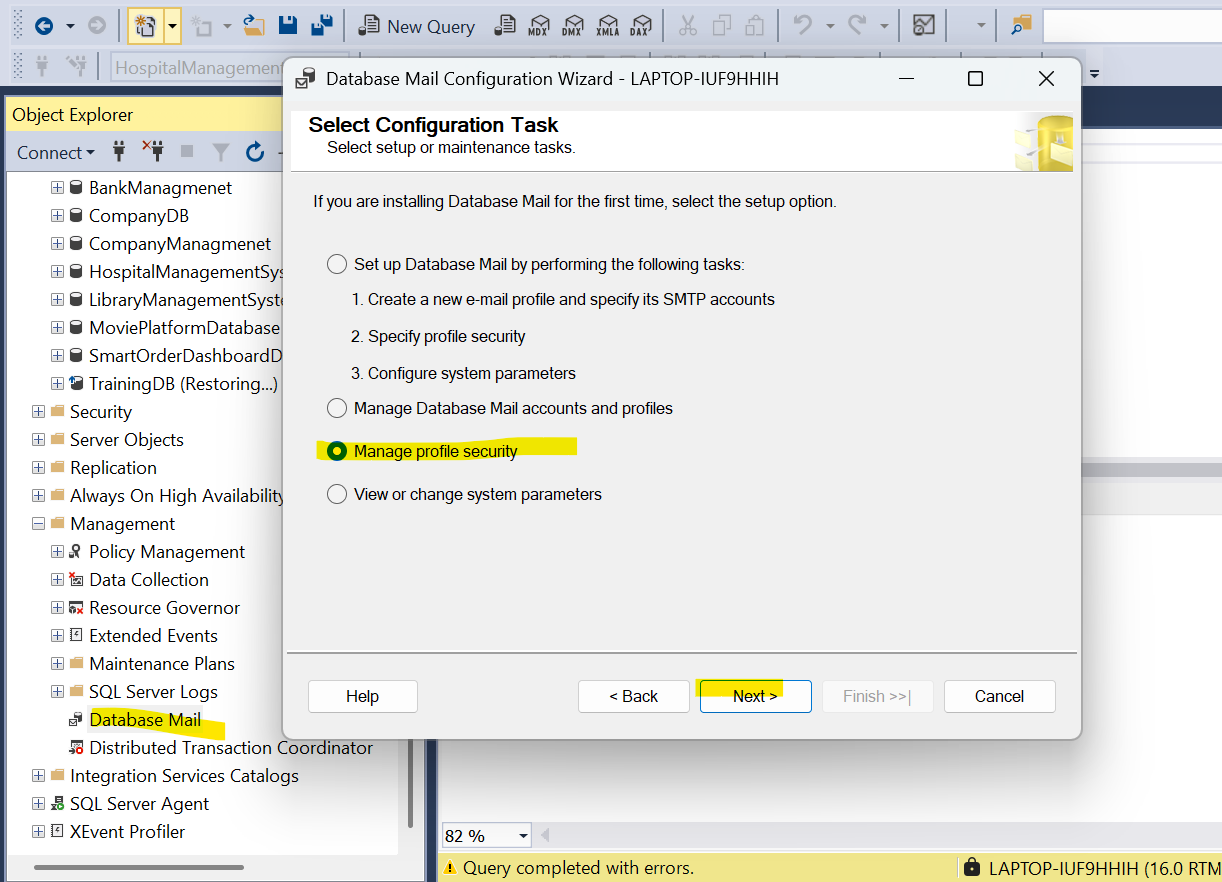 New Query
MDX
DMX
XMLA
DAX
HospitalManagemen
Database Mail Configuration Wizard - LAPTOP-IUF9HHIH
Object Explorer
Connect
BankManagmenet
CompanyDB
CompanyManagmenet
HospitalManagementSys
LibraryManagementSyste
MoviePlatformDatabase
SmartOrderDashboardD
TrainingDB (Restoring...)
Security
Server Objects
Replication
Always On High Availability
Management
Policy Management
Data Collection
Resource Governor
Extended Events
Maintenance Plans
SQL Server Logs
Database Mail
Distributed Transaction Coordinator
Integration Services Catalogs
SQL Server Agent
XEvent Profiler
Select Configuration Task
Select setup or maintenance tasks.
If you are installing Database Mail for the first time, select the setup option.
Set up Database Mail by performing the following tasks:
1. Create a new e-mail profile and specify its SMTP accounts
2. Specify profile security
3. Configure system parameters
Manage Database Mail accounts and profiles
Manage profile security
View or change system parameters
Help
< Back
Next >
Finish >>|
Cancel
82 %
Query completed with errors.
LAPTOP-IUF9HHIH (16.0 RTM